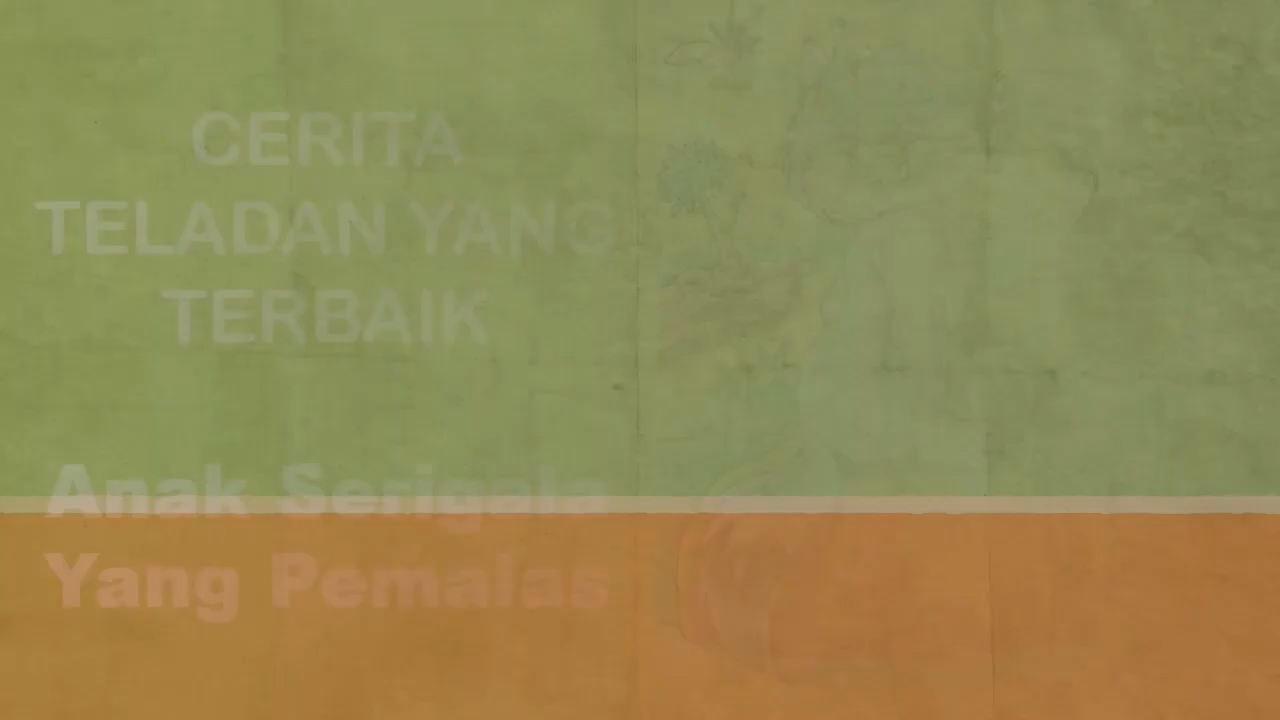 CERITA
TELADAN YANG
TERBAIK
Anak Serigala
Yang Pemalas